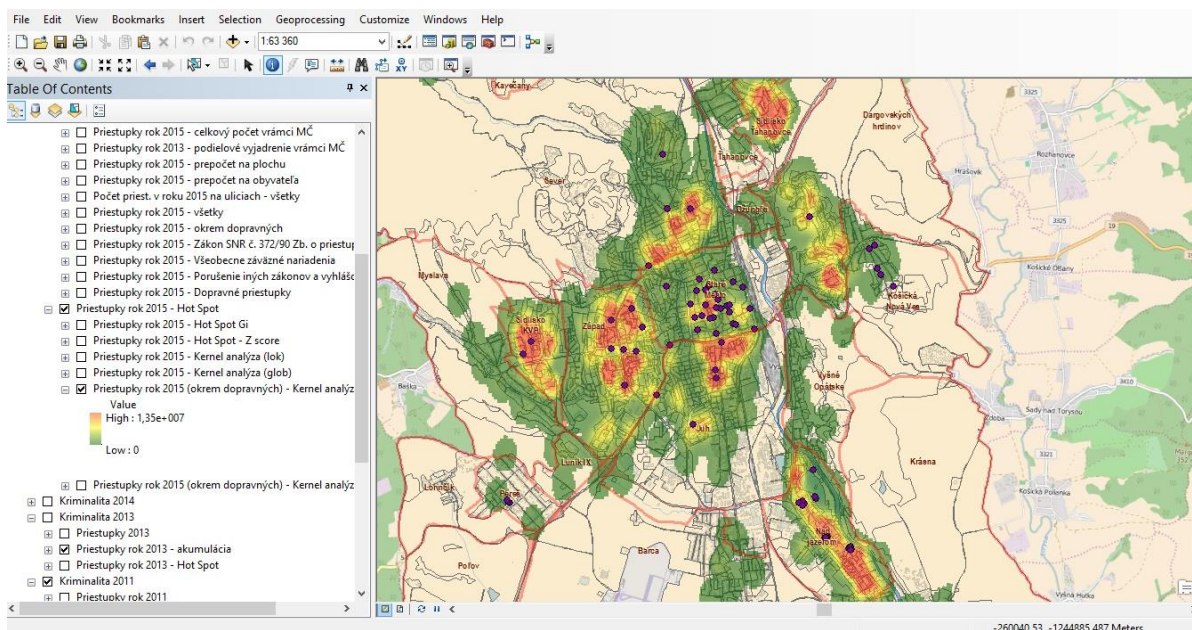 File Edit View Bookmarks Insert Selection Geoprocessing Customize Windows Help
1:63 360
Table Of Contents
Priestupky rok 2015 - celkový počet vrámci MČ
Priestupky rok 2013 - podielové vyjadrenie vrámci MČ
Priestupky rok 2015 - prepočet na plochu
Priestupky rok 2015 - prepočet na obyvateľa
Počet priest. v roku 2015 na uliciach - všetky
Priestupky rok 2015 - všetky
Priestupky rok 2015 - okrem dopravných
Priestupky rok 2015 - Zákon SNR č. 372/90 Zb. o priestup
Priestupky rok 2015 - Všeobecne záväzné nariadenia
Priestupky rok 2015 - Porušenie iných zákonov a vyhlášo
Priestupky rok 2015 - Dopravné priestupky
Priestupky rok 2015 - Hot Spot
Priestupky rok 2015 - Hot Spot Gi
Priestupky rok 2015 - Hot Spot - Z score
Priestupky rok 2015 - Kernel analýza (lok)
Priestupky rok 2015 - Kernel analýza (glob)
Priestupky rok 2015 (okrem dopravných) - Kernel analýz
Value
High : 1,35e+007
Low : 0
Priestupky rok 2015 (okrem dopravných) - Kernel analýz
Kriminalita 2014
Kriminalita 2013
Priestupky 2013
Priestupky rok 2013 - akumulácia
Priestupky rok 2013 - Hot Spot
Kriminalita 2011
Priestupky rok 2011
Kavečany
Sídlisko
Ťahanovce
Dargovských
hrdinov
3325
Rozhanovce
Ťahanovce
Hrašovík
Sever
Džungľa
3325
19
Košické Oľšany
Myslava
Staré
Mesto
Košická
Nová Ves
Sídlisko
KVP
Západ
Vyšné
Opátske
Beška
3410
Sady nad Torysou
Juh
Krásna
3321
Luník IX
Lorinčík
Pereš
Košická Polianka
Nad
jazerom
Barca
Poľov
Vyšná Hutka
-260040,53 -1244885,487 Meters